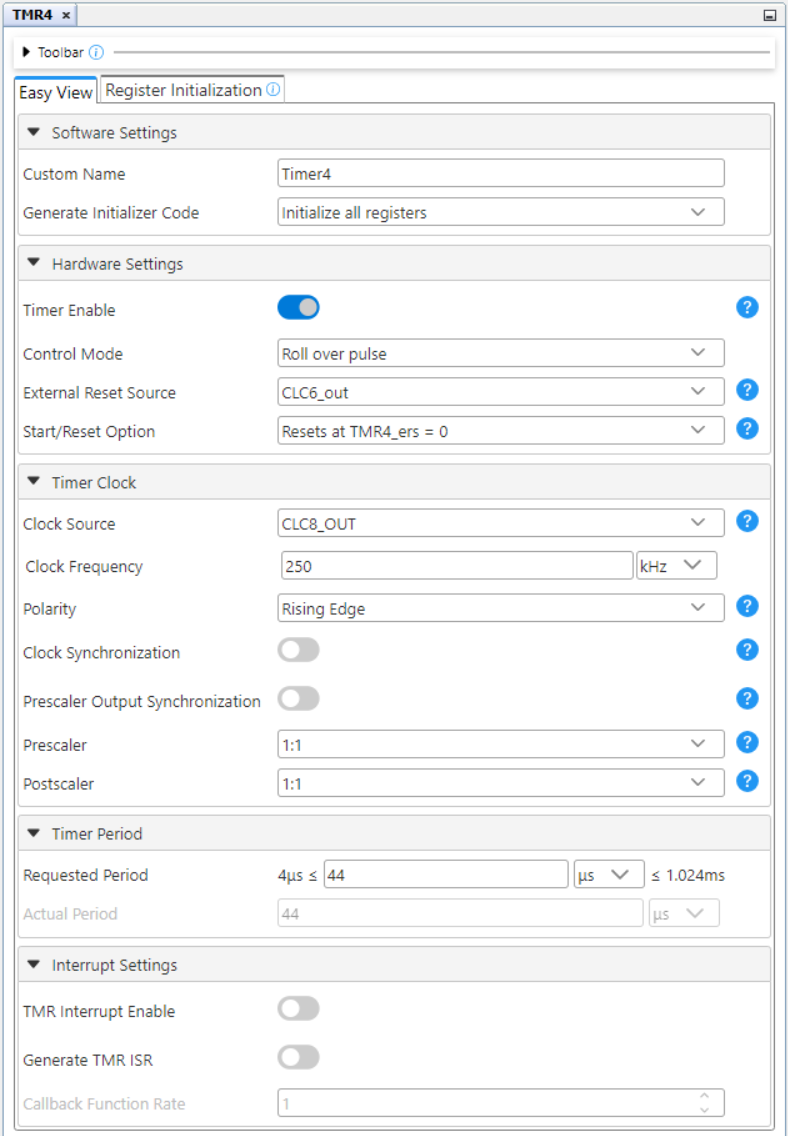 TMR4 ×
Toolbar
Easy View Register Initialization
Software Settings
Custom Name Timer4
Generate Initializer Code Initialize all registers
Hardware Settings
Timer Enable
Control Mode Roll over pulse
External Reset Source CLC6_out
Start/Reset Option Resets at TMR4_ers = 0
Timer Clock
Clock Source CLC8_OUT
Clock Frequency 250 kHz
Polarity Rising Edge
Clock Synchronization
Prescaler Output Synchronization
Prescaler 1:1
Postscaler 1:1
Timer Period
Requested Period 4µs ≤ 44 µs ≤ 1.024ms
Actual Period 44 µs
Interrupt Settings
TMR Interrupt Enable
Generate TMR ISR
Callback Function Rate 1